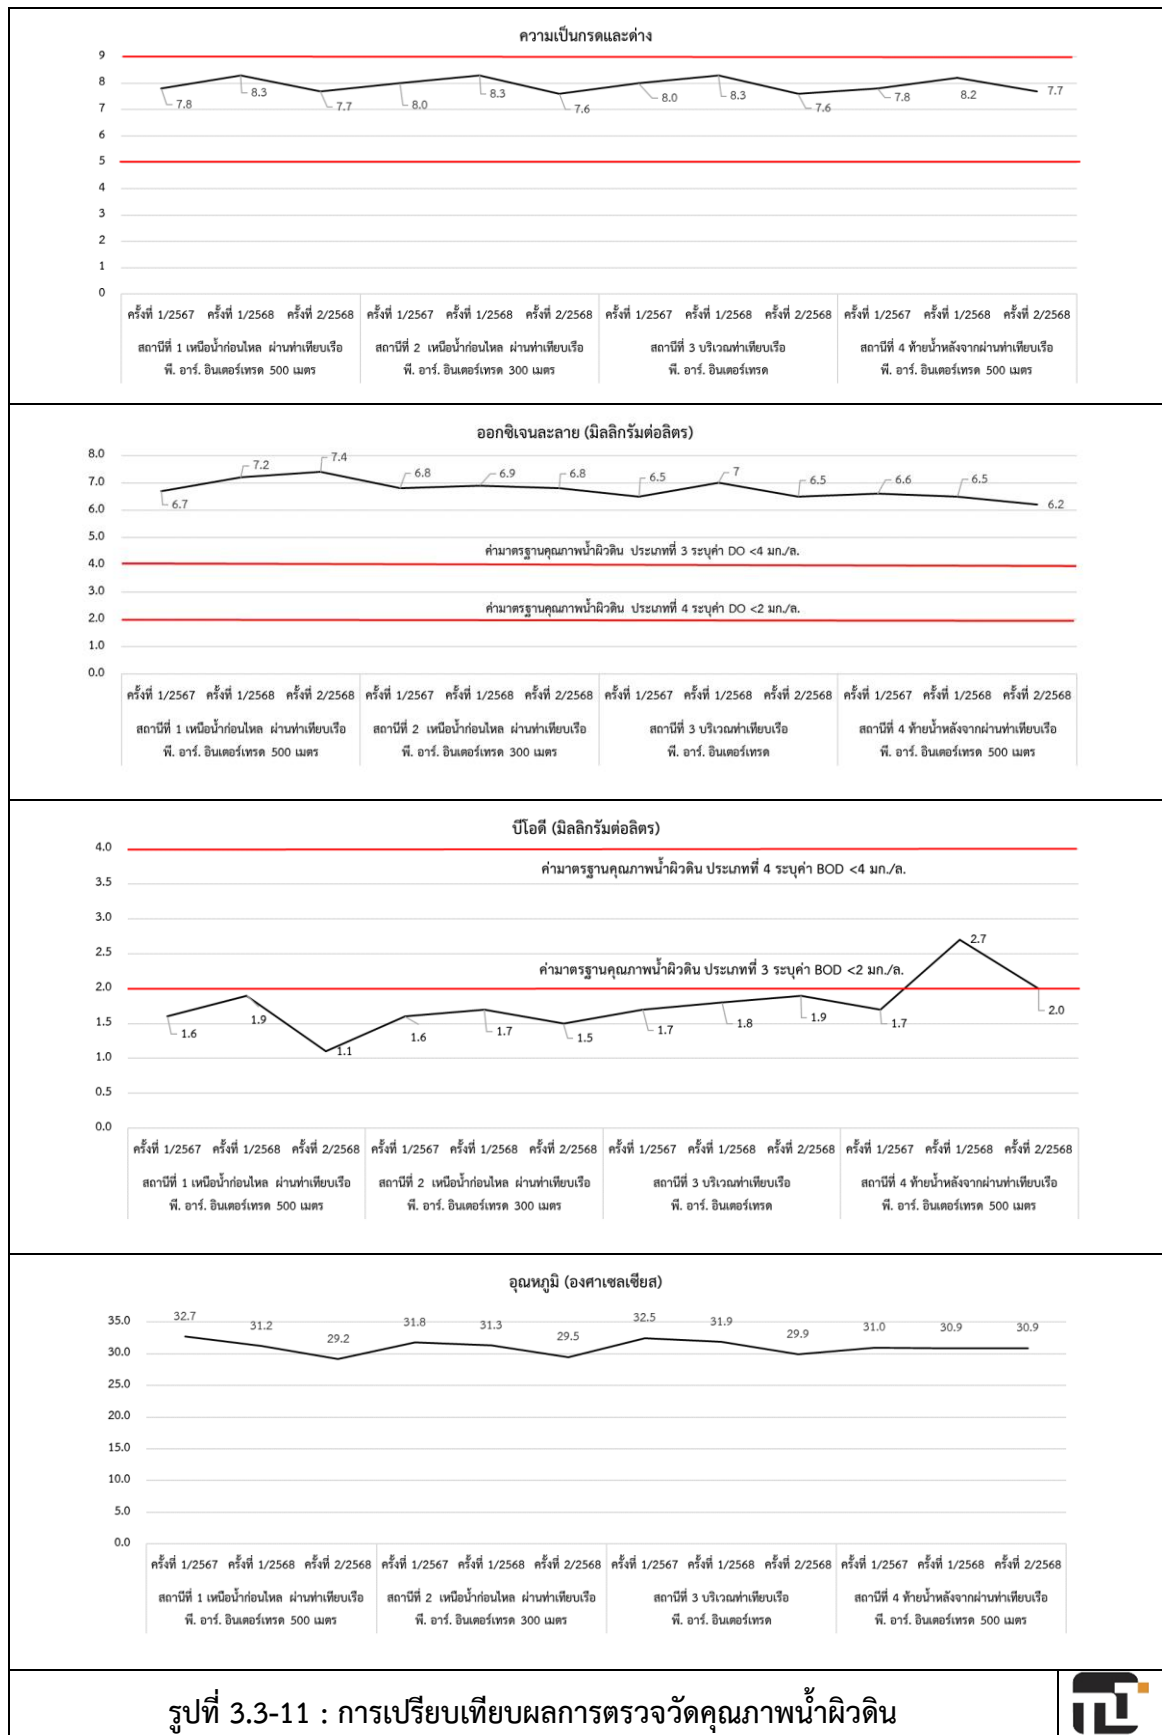 ความเป็นกรดและด่าง
9
8
7
6
5
4
3
2
1
0
7.8 8.3 7.7 8.0 8.3 7.6 8.0 8.3 7.6 7.8 8.2 7.7
ครั้งที่ 1/2567 ครั้งที่ 1/2568 ครั้งที่ 2/2568 ครั้งที่ 1/2567 ครั้งที่ 1/2568 ครั้งที่ 2/2568 ครั้งที่ 1/2567 ครั้งที่ 1/2568 ครั้งที่ 2/2568 ครั้งที่ 1/2567 ครั้งที่ 1/2568 ครั้งที่ 2/2568
สถานีที่ 1 เหนือน้ำก่อนไหล ผ่านท่าเทียบเรือ สถานีที่ 2 เหนือน้ำก่อนไหล ผ่านท่าเทียบเรือ สถานีที่ 3 บริเวณท่าเทียบเรือ สถานีที่ 4 ท้ายน้ำหลังจากผ่านท่าเทียบเรือ
พี. อาร์. อินเตอร์เทรด 500 เมตร พี. อาร์. อินเตอร์เทรด 300 เมตร พี. อาร์. อินเตอร์เทรด พี. อาร์. อินเตอร์เทรด 500 เมตร
ออกซิเจนละลาย (มิลลิกรัมต่อลิตร)
8.0
7.0
6.0
5.0
4.0
3.0
2.0
1.0
0.0
6.7 7.2 7.4 6.8 6.9 6.8 6.5 7 6.5 6.6 6.5 6.2
ค่ามาตรฐานคุณภาพน้ำผิวดิน ประเภทที่ 3 ระบุค่า DO <4 มก./ล.
ค่ามาตรฐานคุณภาพน้ำผิวดิน ประเภทที่ 4 ระบุค่า DO <2 มก./ล.
ครั้งที่ 1/2567 ครั้งที่ 1/2568 ครั้งที่ 2/2568 ครั้งที่ 1/2567 ครั้งที่ 1/2568 ครั้งที่ 2/2568 ครั้งที่ 1/2567 ครั้งที่ 1/2568 ครั้งที่ 2/2568 ครั้งที่ 1/2567 ครั้งที่ 1/2568 ครั้งที่ 2/2568
สถานีที่ 1 เหนือน้ำก่อนไหล ผ่านท่าเทียบเรือ สถานีที่ 2 เหนือน้ำก่อนไหล ผ่านท่าเทียบเรือ สถานีที่ 3 บริเวณท่าเทียบเรือ สถานีที่ 4 ท้ายน้ำหลังจากผ่านท่าเทียบเรือ
พี. อาร์. อินเตอร์เทรด 500 เมตร พี. อาร์. อินเตอร์เทรด 300 เมตร พี. อาร์. อินเตอร์เทรด พี. อาร์. อินเตอร์เทรด 500 เมตร
บีโอดี (มิลลิกรัมต่อลิตร)
4.0
3.5
3.0
2.5
2.0
1.5
1.0
0.5
0.0
ค่ามาตรฐานคุณภาพน้ำผิวดิน ประเภทที่ 4 ระบุค่า BOD <4 มก./ล.
ค่ามาตรฐานคุณภาพน้ำผิวดิน ประเภทที่ 3 ระบุค่า BOD <2 มก./ล.
1.6 1.9 1.1 1.6 1.7 1.5 1.7 1.8 1.9 1.7 2.7 2.0
ครั้งที่ 1/2567 ครั้งที่ 1/2568 ครั้งที่ 2/2568 ครั้งที่ 1/2567 ครั้งที่ 1/2568 ครั้งที่ 2/2568 ครั้งที่ 1/2567 ครั้งที่ 1/2568 ครั้งที่ 2/2568 ครั้งที่ 1/2567 ครั้งที่ 1/2568 ครั้งที่ 2/2568
สถานีที่ 1 เหนือน้ำก่อนไหล ผ่านท่าเทียบเรือ สถานีที่ 2 เหนือน้ำก่อนไหล ผ่านท่าเทียบเรือ สถานีที่ 3 บริเวณท่าเทียบเรือ สถานีที่ 4 ท้ายน้ำหลังจากผ่านท่าเทียบเรือ
พี. อาร์. อินเตอร์เทรด 500 เมตร พี. อาร์. อินเตอร์เทรด 300 เมตร พี. อาร์. อินเตอร์เทรด พี. อาร์. อินเตอร์เทรด 500 เมตร
อุณหภูมิ (องศาเซลเซียส)
35.0
30.0
25.0
20.0
15.0
10.0
5.0
0.0
32.7 31.2 29.2 31.8 31.3 29.5 32.5 31.9 29.9 31.0 30.9 30.9
ครั้งที่ 1/2567 ครั้งที่ 1/2568 ครั้งที่ 2/2568 ครั้งที่ 1/2567 ครั้งที่ 1/2568 ครั้งที่ 2/2568 ครั้งที่ 1/2567 ครั้งที่ 1/2568 ครั้งที่ 2/2568 ครั้งที่ 1/2567 ครั้งที่ 1/2568 ครั้งที่ 2/2568
สถานีที่ 1 เหนือน้ำก่อนไหล ผ่านท่าเทียบเรือ สถานีที่ 2 เหนือน้ำก่อนไหล ผ่านท่าเทียบเรือ สถานีที่ 3 บริเวณท่าเทียบเรือ สถานีที่ 4 ท้ายน้ำหลังจากผ่านท่าเทียบเรือ
พี. อาร์. อินเตอร์เทรด 500 เมตร พี. อาร์. อินเตอร์เทรด 300 เมตร พี. อาร์. อินเตอร์เทรด พี. อาร์. อินเตอร์เทรด 500 เมตร
รูปที่ 3.3-11 : การเปรียบเทียบผลการตรวจวัดคุณภาพน้ำผิวดิน